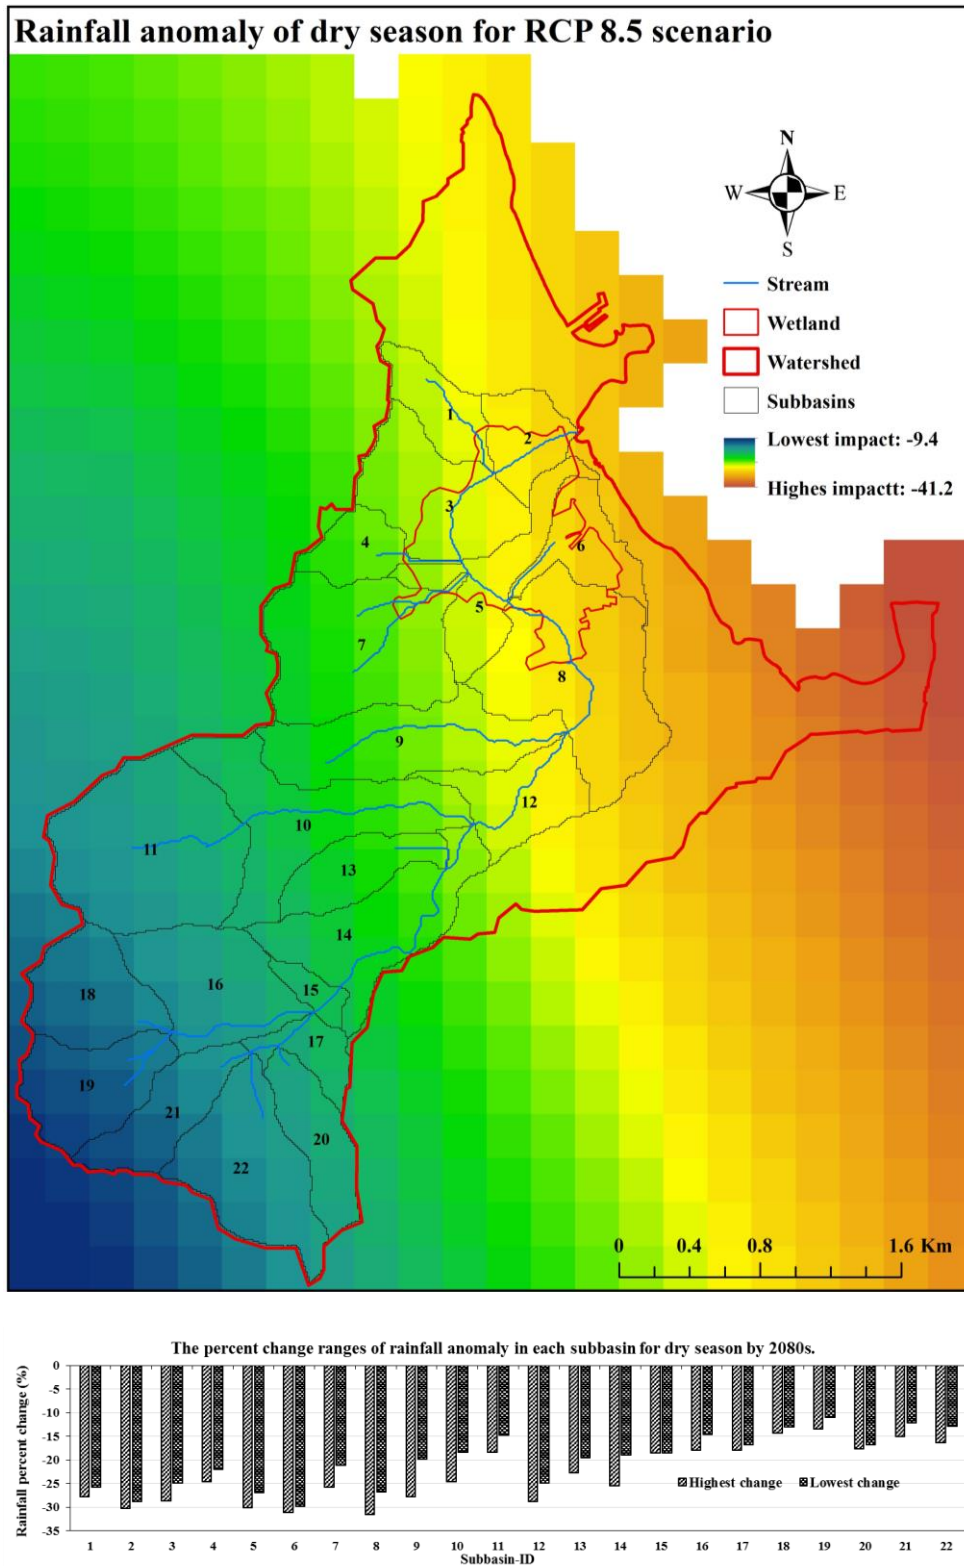 Rainfall anomaly of dry season for RCP 8.5 scenario
N
W E
S
Stream
Wetland
Watershed
Subbasins
Lowest impact: -9.4
Highes impactt: -41.2
1
2
3
4
6
5
7
8
9
12
10
11
13
14
18
16
15
17
19
21
20
22
0 0.4 0.8 1.6 Km
The percent change ranges of rainfall anomaly in each subbasin for dry season by 2080s.
Rainfall percent change (%)
0
-5
-10
-15
-20
-25
-30
-35
Highest change Lowest change
1 2 3 4 5 6 7 8 9 10 11 12 13 14 15 16 17 18 19 20 21 22
Subbasin-ID